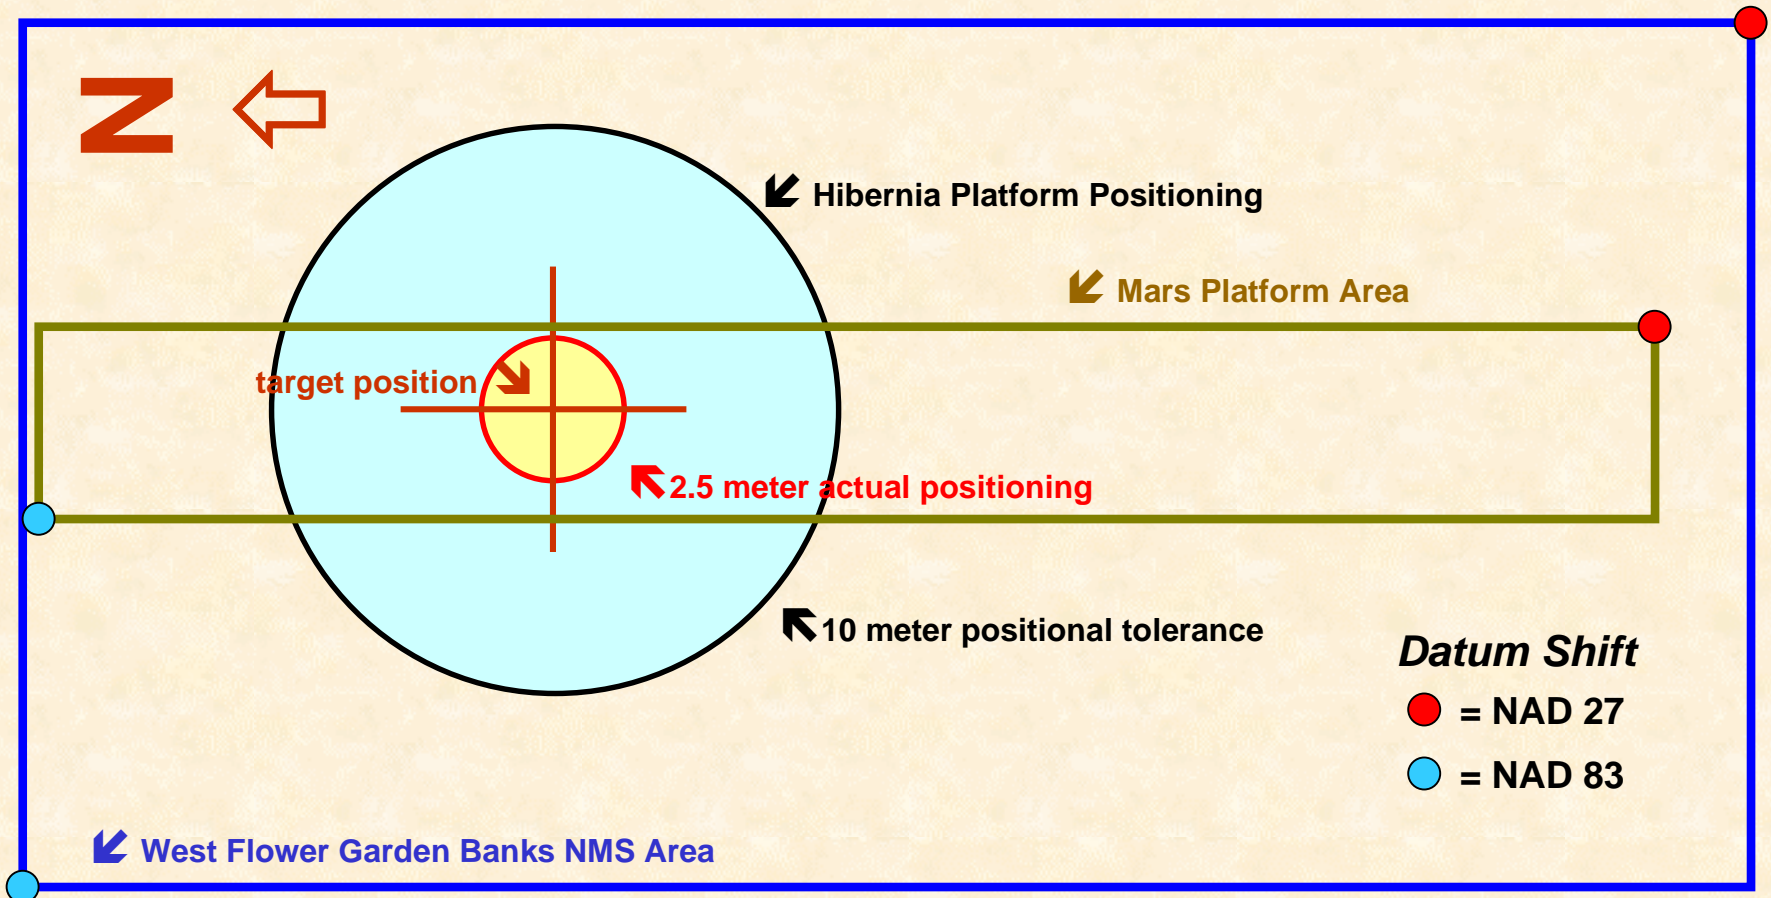 N
Hibernia Platform Positioning
Mars Platform Area
target position
2.5 meter actual positioning
10 meter positional tolerance
Datum Shift
= NAD 27
= NAD 83
West Flower Garden Banks NMS Area